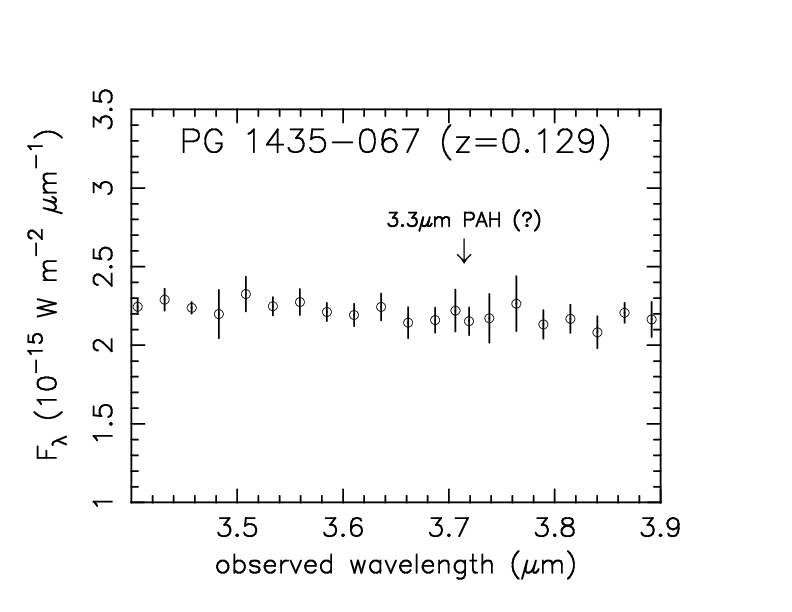 PG 1435−067 (z=0.129)
3.3μm PAH (?)
3.5
3
2.5
2
1.5
1
F_λ (10^−15 W m^−2 μm^−1)
3.5 3.6 3.7 3.8 3.9
observed wavelength (μm)